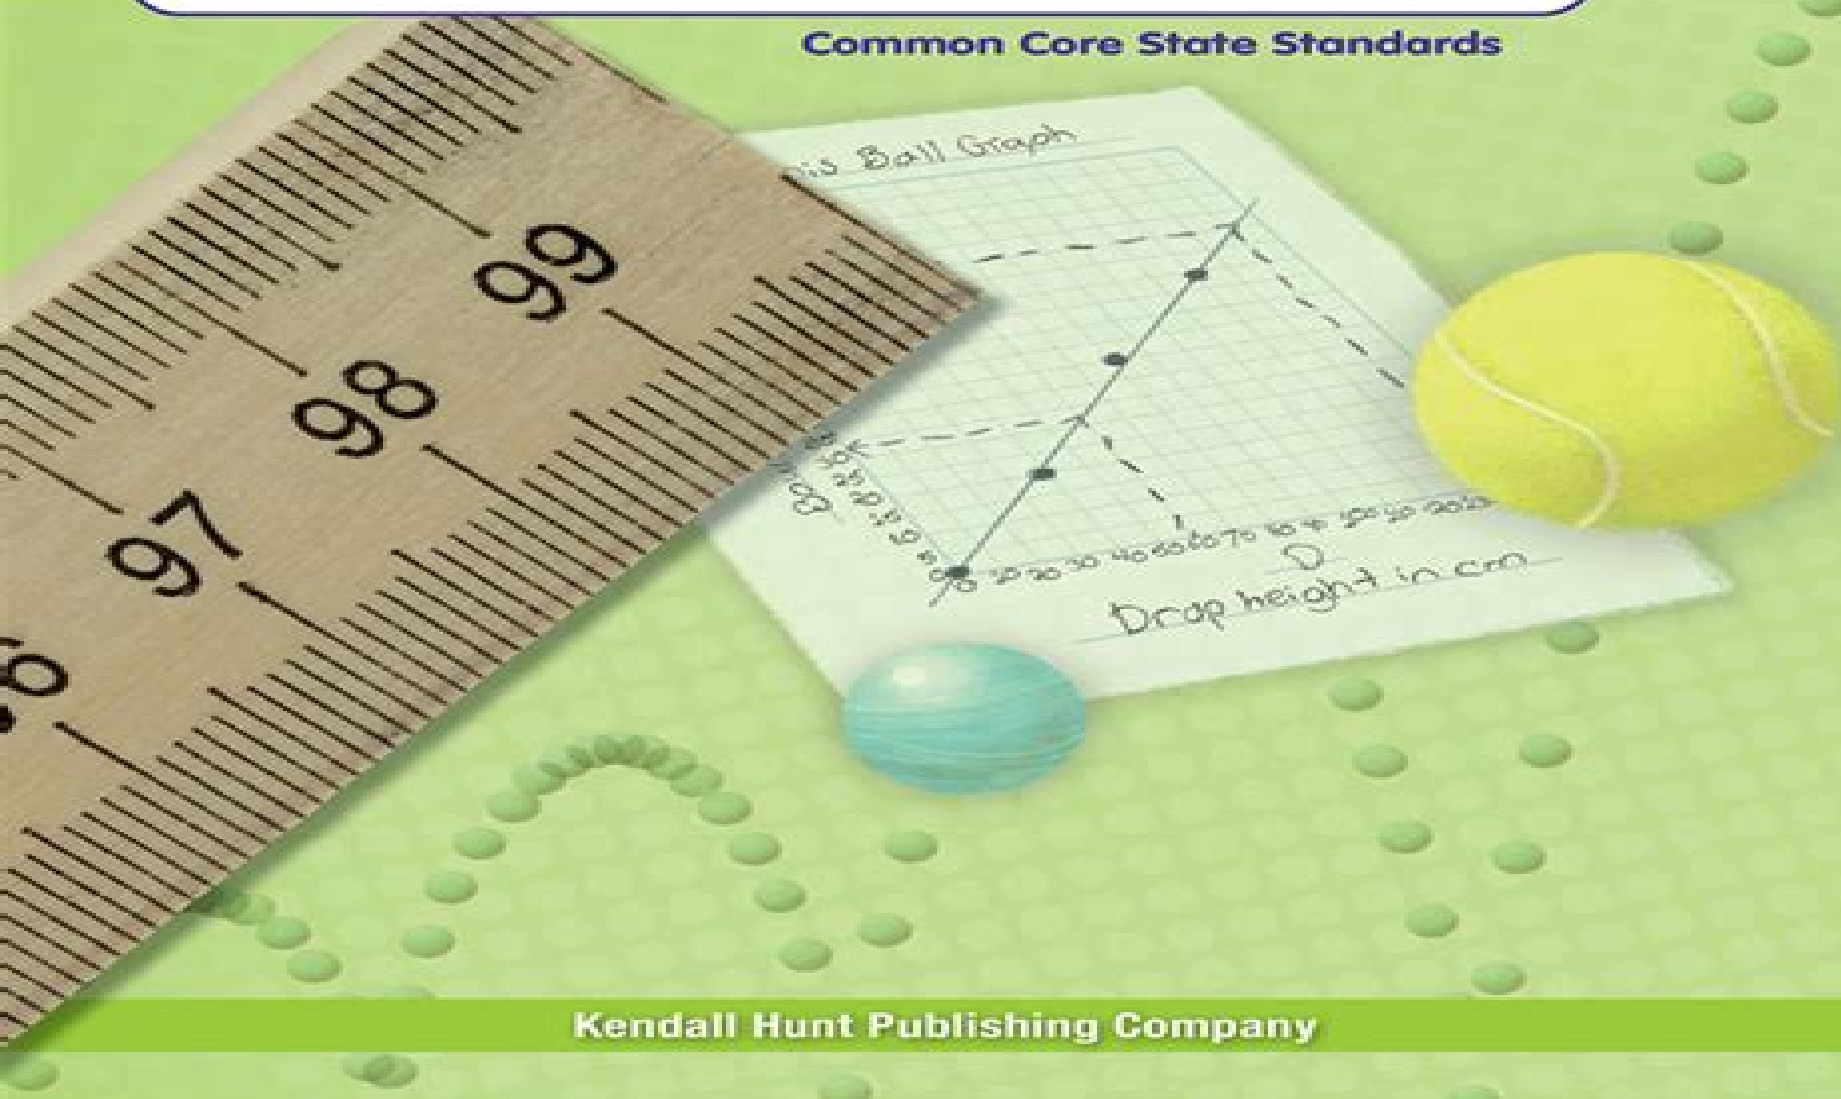 Common Core State Standards
Ball Graph
99
98
97
D
Drop height in cm
Kendall Hunt Publishing Company